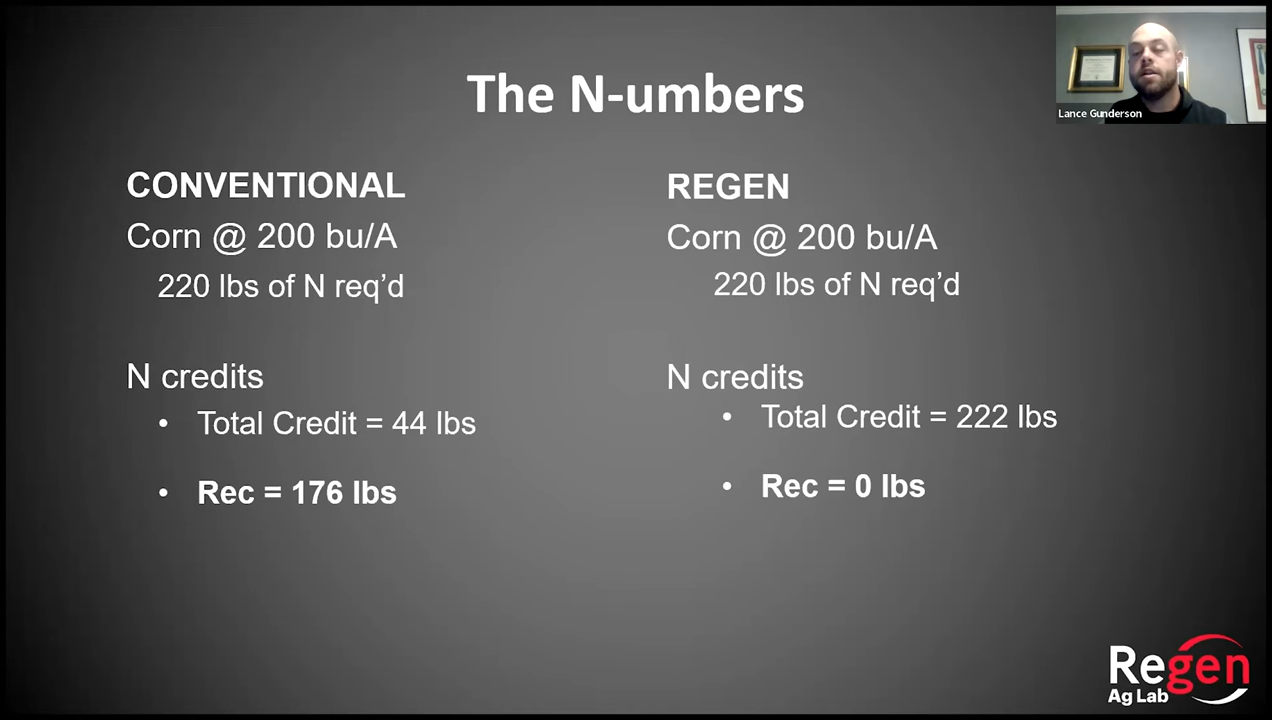 The N-umbers
Lance Gunderson
CONVENTIONAL
Corn @ 200 bu/A
220 lbs of N req’d
N credits
• Total Credit = 44 lbs
• Rec = 176 lbs
REGEN
Corn @ 200 bu/A
220 lbs of N req’d
N credits
• Total Credit = 222 lbs
• Rec = 0 lbs
Regen
Ag Lab